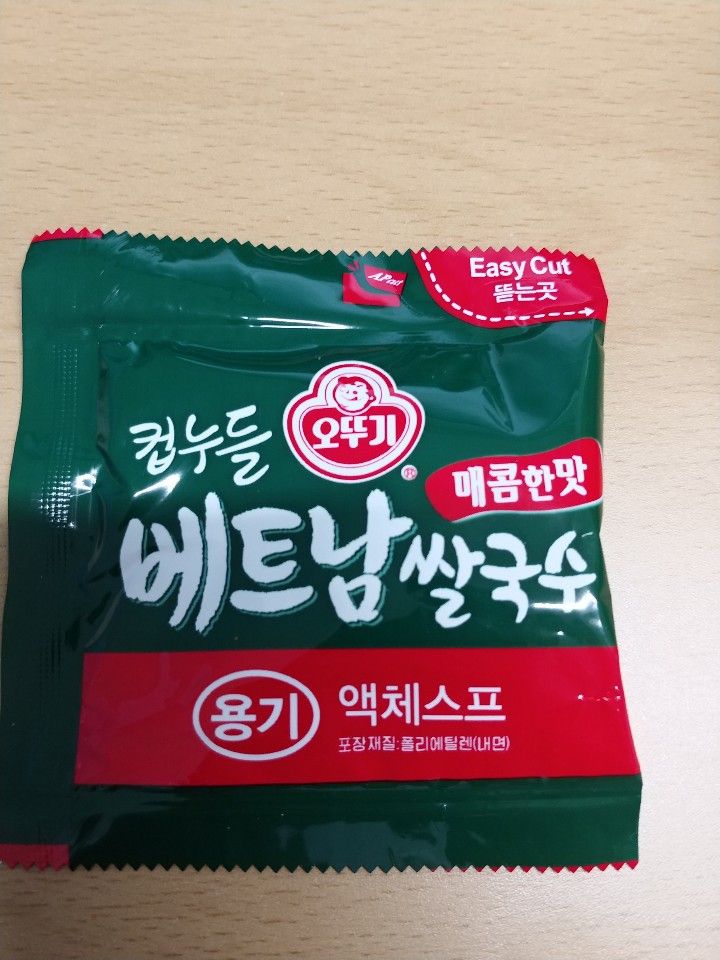 Easy Cut
뜯는곳
컵누들
오뚜기
®
매콤한맛
베트남쌀국수
용기 액체스프
포장재질:폴리에틸렌(내면)